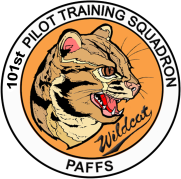 101st PILOT TRAINING SQUADRON
Wildcat
PAFFS